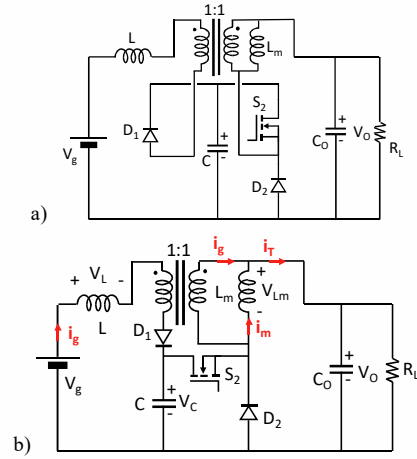 1:1
L
Lm
S2
D1
+
C
-
D2
Vg
+
CO
-
VO
RL
a)
1:1
ig
iT
+ VL -
L
Lm
+
VLm
-
im
ig
D1
S2
Vg
C
+
VC
-
D2
CO
+
VO
-
RL
b)